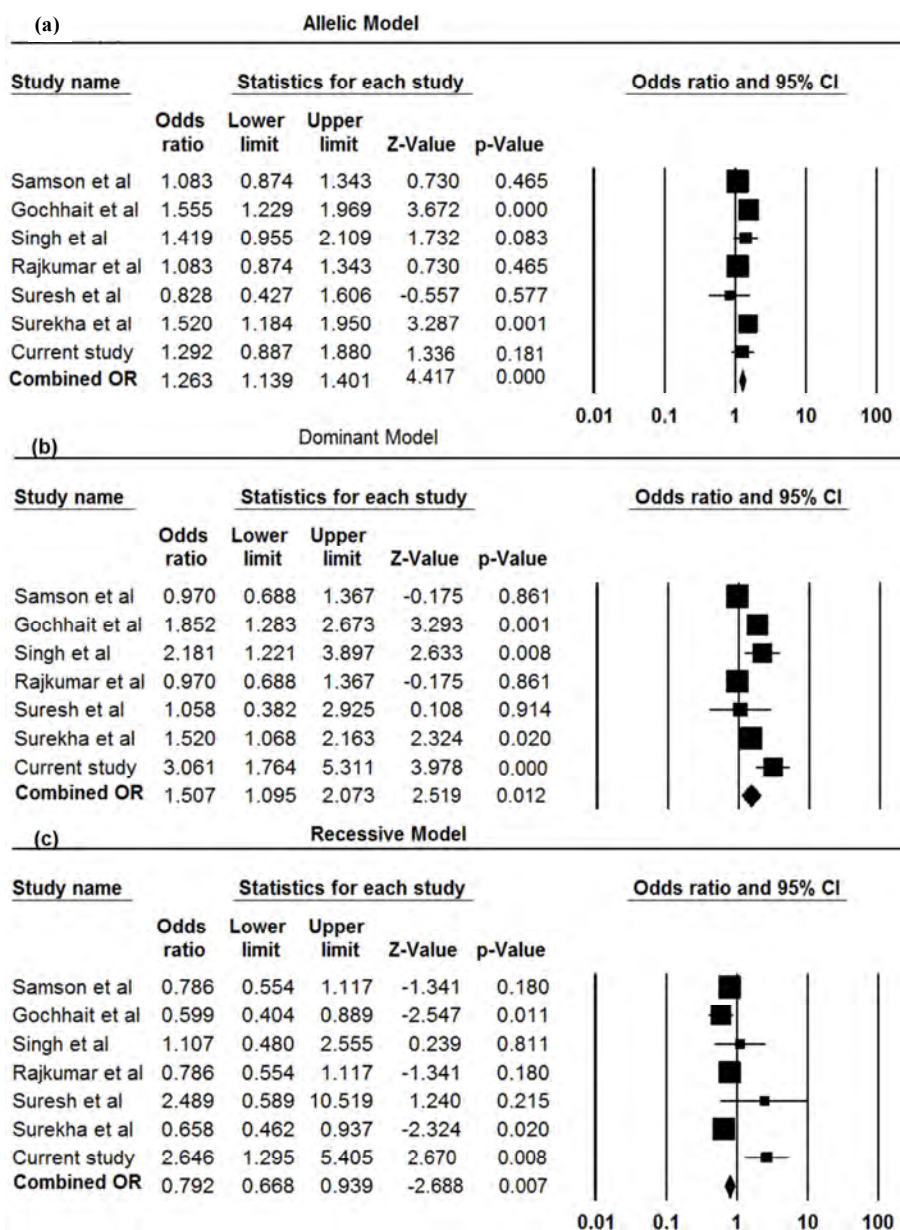 (a) Allelic Model
Study name Statistics for each study Odds ratio and 95% CI
Odds Lower Upper
ratio limit limit Z-Value p-Value
Samson et al 1.083 0.874 1.343 0.730 0.465
Gochhait et al 1.555 1.229 1.969 3.672 0.000
Singh et al 1.419 0.955 2.109 1.732 0.083
Rajkumar et al 1.083 0.874 1.343 0.730 0.465
Suresh et al 0.828 0.427 1.606 -0.557 0.577
Surekha et al 1.520 1.184 1.950 3.287 0.001
Current study 1.292 0.887 1.880 1.336 0.181
Combined OR 1.263 1.139 1.401 4.417 0.000
0.01 0.1 1 10 100
(b) Dominant Model
Study name Statistics for each study Odds ratio and 95% CI
Odds Lower Upper
ratio limit limit Z-Value p-Value
Samson et al 0.970 0.688 1.367 -0.175 0.861
Gochhait et al 1.852 1.283 2.673 3.293 0.001
Singh et al 2.181 1.221 3.897 2.633 0.008
Rajkumar et al 0.970 0.688 1.367 -0.175 0.861
Suresh et al 1.058 0.382 2.925 0.108 0.914
Surekha et al 1.520 1.068 2.163 2.324 0.020
Current study 3.061 1.764 5.311 3.978 0.000
Combined OR 1.507 1.095 2.073 2.519 0.012
(c) Recessive Model
Study name Statistics for each study Odds ratio and 95% CI
Odds Lower Upper
ratio limit limit Z-Value p-Value
Samson et al 0.786 0.554 1.117 -1.341 0.180
Gochhait et al 0.599 0.404 0.889 -2.547 0.011
Singh et al 1.107 0.480 2.555 0.239 0.811
Rajkumar et al 0.786 0.554 1.117 -1.341 0.180
Suresh et al 2.489 0.589 10.519 1.240 0.215
Surekha et al 0.658 0.462 0.937 -2.324 0.020
Current study 2.646 1.295 5.405 2.670 0.008
Combined OR 0.792 0.668 0.939 -2.688 0.007
0.01 0.1 1 10 100